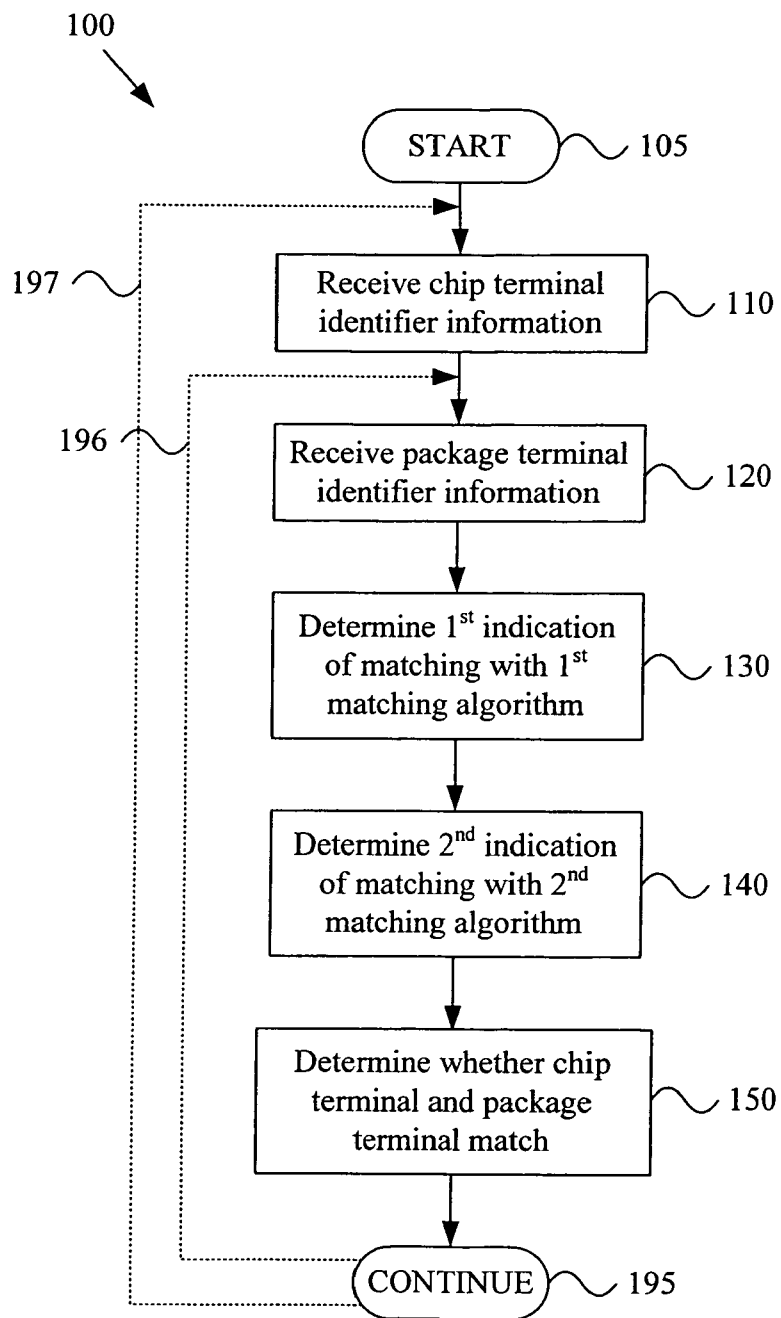 100
START
105
197
Receive chip terminal
identifier information
110
196
Receive package terminal
identifier information
120
Determine 1st indication
of matching with 1st
matching algorithm
130
Determine 2nd indication
of matching with 2nd
matching algorithm
140
Determine whether chip
terminal and package
terminal match
150
CONTINUE
195